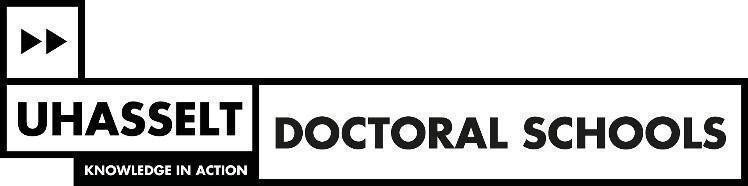 UHASSELT
DOCTORAL SCHOOLS
KNOWLEDGE IN ACTION